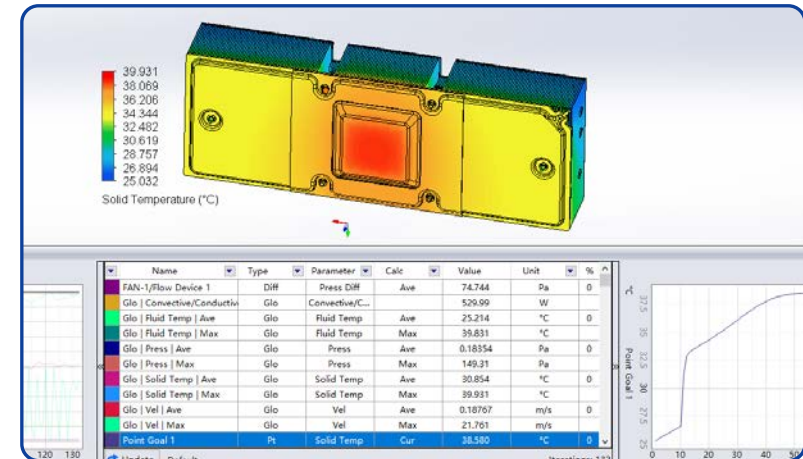 39.931
38.069
36.206
34.344
32.482
30.619
28.757
26.894
25.032
Solid Temperature (°C)
Name Type Parameter Calc Value Unit %
FAN-1/Flow Device 1 Diff Press Diff Ave 74.744 Pa 0
Glo | Convective/Conductiv Glo Convective/C... 529.99 W
Glo | Fluid Temp | Ave Glo Fluid Temp Ave 25.214 °C 0
Glo | Fluid Temp | Max Glo Fluid Temp Max 39.831 °C
Glo | Press | Ave Glo Press Ave 0.18354 Pa 0
Glo | Press | Max Glo Press Max 149.31 Pa
Glo | Solid Temp | Ave Glo Solid Temp Ave 30.854 °C 0
Glo | Solid Temp | Max Glo Solid Temp Max 39.931 °C
Glo | Vel | Ave Glo Vel Ave 0.18767 m/s 0
Glo | Vel | Max Glo Vel Max 21.761 m/s
Point Goal 1 Pt Solid Temp Cur 38.580 °C 0
Update
120 130
°C
37.5
35
32.5
30
27.5
25
Point Goal 1
0 10 20 30 40 50